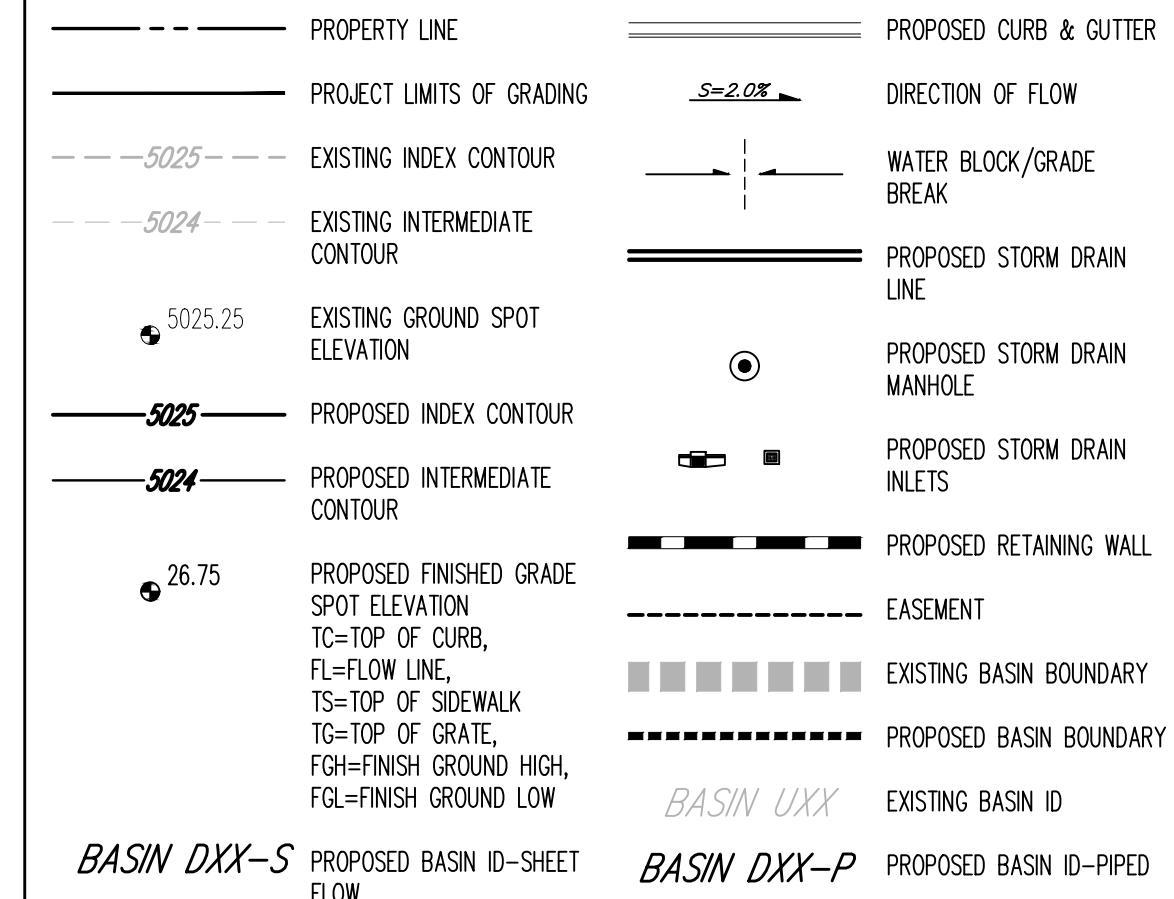 PROPERTY LINE
PROJECT LIMITS OF GRADING
5025
EXISTING INDEX CONTOUR
5024
EXISTING INTERMEDIATE
CONTOUR
5025.25
EXISTING GROUND SPOT
ELEVATION
5025
PROPOSED INDEX CONTOUR
5024
PROPOSED INTERMEDIATE
CONTOUR
26.75
PROPOSED FINISHED GRADE
SPOT ELEVATION
TC=TOP OF CURB,
FL=FLOW LINE,
TS=TOP OF SIDEWALK
TG=TOP OF GRATE,
FGH=FINISH GROUND HIGH,
FGL=FINISH GROUND LOW
BASIN DXX-S
PROPOSED BASIN ID-SHEET
FLOW
PROPOSED CURB & GUTTER
S=2.0%
DIRECTION OF FLOW
WATER BLOCK/GRADE
BREAK
PROPOSED STORM DRAIN
LINE
PROPOSED STORM DRAIN
MANHOLE
PROPOSED STORM DRAIN
INLETS
PROPOSED RETAINING WALL
EASEMENT
EXISTING BASIN BOUNDARY
PROPOSED BASIN BOUNDARY
BASIN UXX
EXISTING BASIN ID
BASIN DXX-P
PROPOSED BASIN ID-PIPED